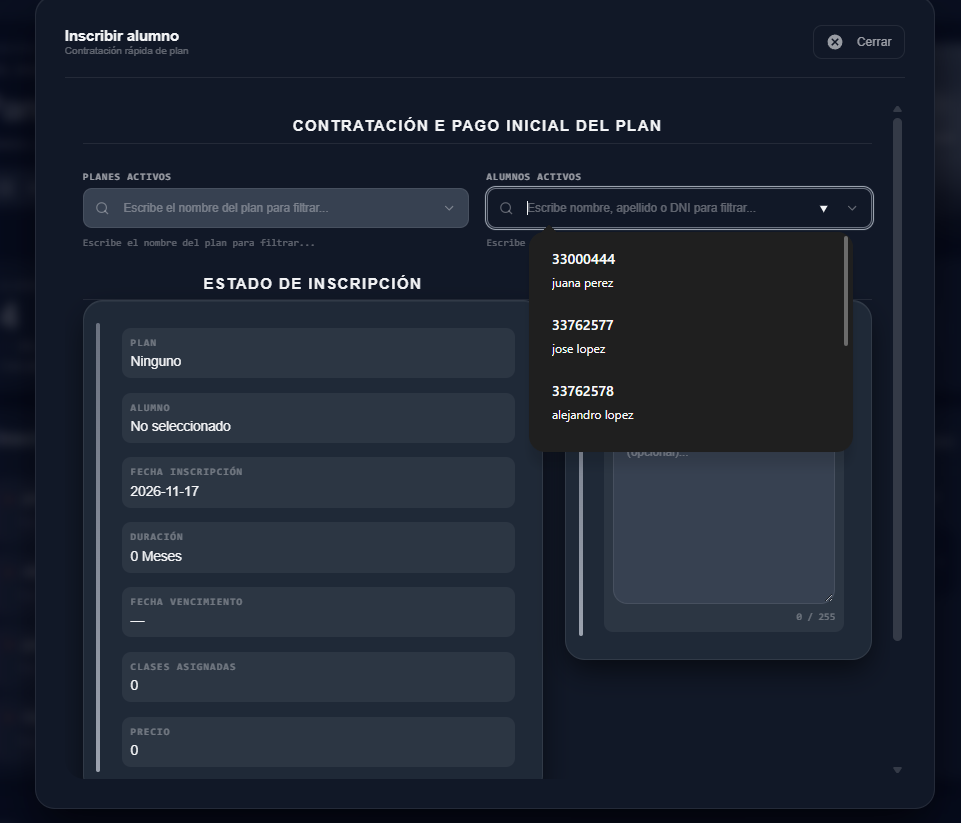 Inscribir alumno
Contratación rápida de plan
Cerrar
CONTRATACIÓN E PAGO INICIAL DEL PLAN
PLANES ACTIVOS
Escribe el nombre del plan para filtrar...
Escribe el nombre del plan para filtrar...
ALUMNOS ACTIVOS
Escribe nombre, apellido o DNI para filtrar...
Escribe
33000444
juana perez
33762577
jose lopez
33762578
alejandro lopez
ESTADO DE INSCRIPCIÓN
PLAN
Ninguno
ALUMNO
No seleccionado
FECHA INSCRIPCIÓN
2026-11-17
DURACIÓN
0 Meses
FECHA VENCIMIENTO
—
CLASES ASIGNADAS
0
PRECIO
0
(opcional)...
0 / 255